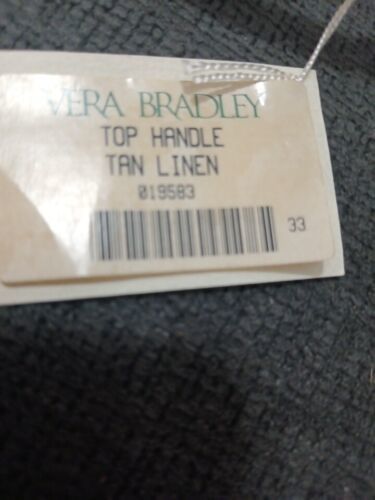 VERA BRADLEY
TOP HANDLE
TAN LINEN
019583
33